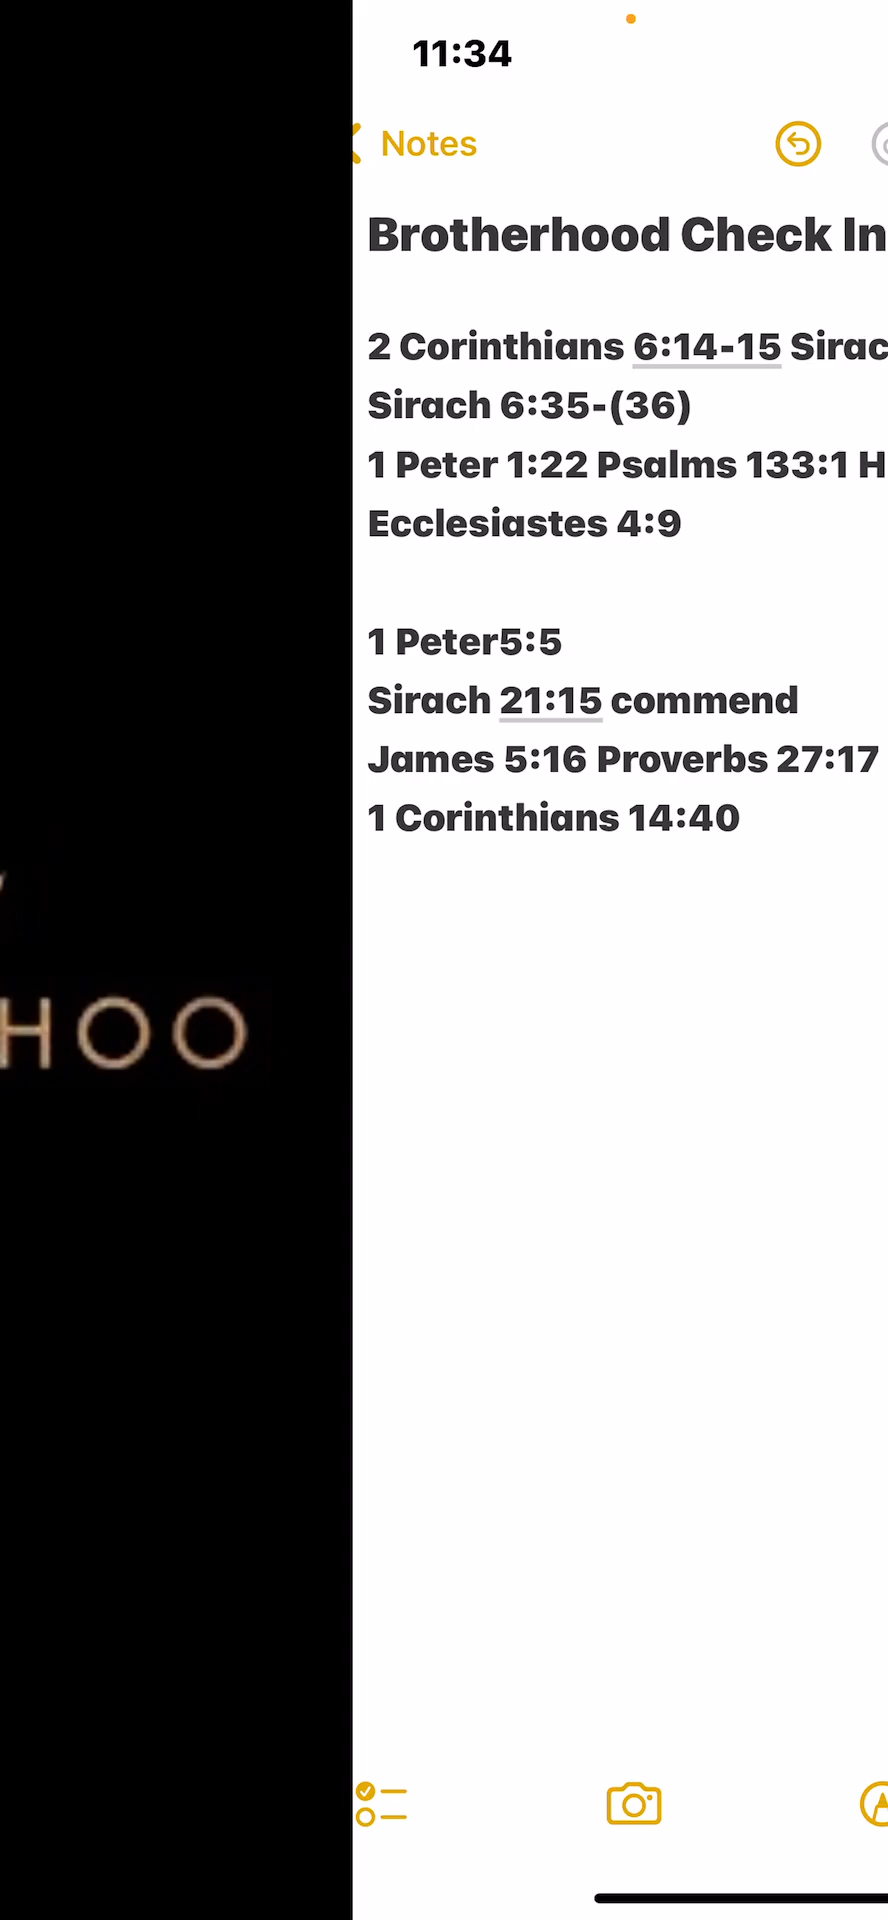 11:34
Notes
Brotherhood Check In
2 Corinthians 6:14-15
Sirach 6:35-(36)
1 Peter 1:22 Psalms 133:1
Ecclesiastes 4:9
1 Peter5:5
Sirach 21:15 commend
James 5:16 Proverbs 27:17
1 Corinthians 14:40
HOO